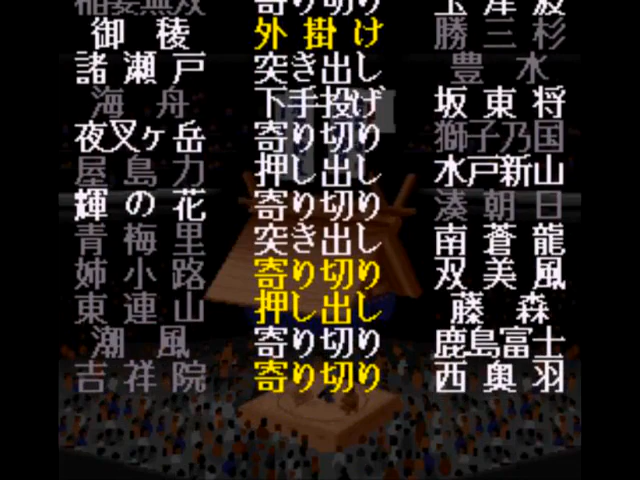 寄り切り
御稜 外掛け 勝三杉
諸瀬戸 突き出し 豊水
海舟 下手投げ 坂東将
夜叉ヶ岳 寄り切り 獅子乃国
屋島力 押し出し 水戸新山
輝の花 寄り切り 湊朝日
青梅里 突き出し 南蒼龍
姉小路 寄り切り 双美風
東連山 押し出し 藤森
潮風 寄り切り 鹿島富士
吉祥院 寄り切り 西奥羽